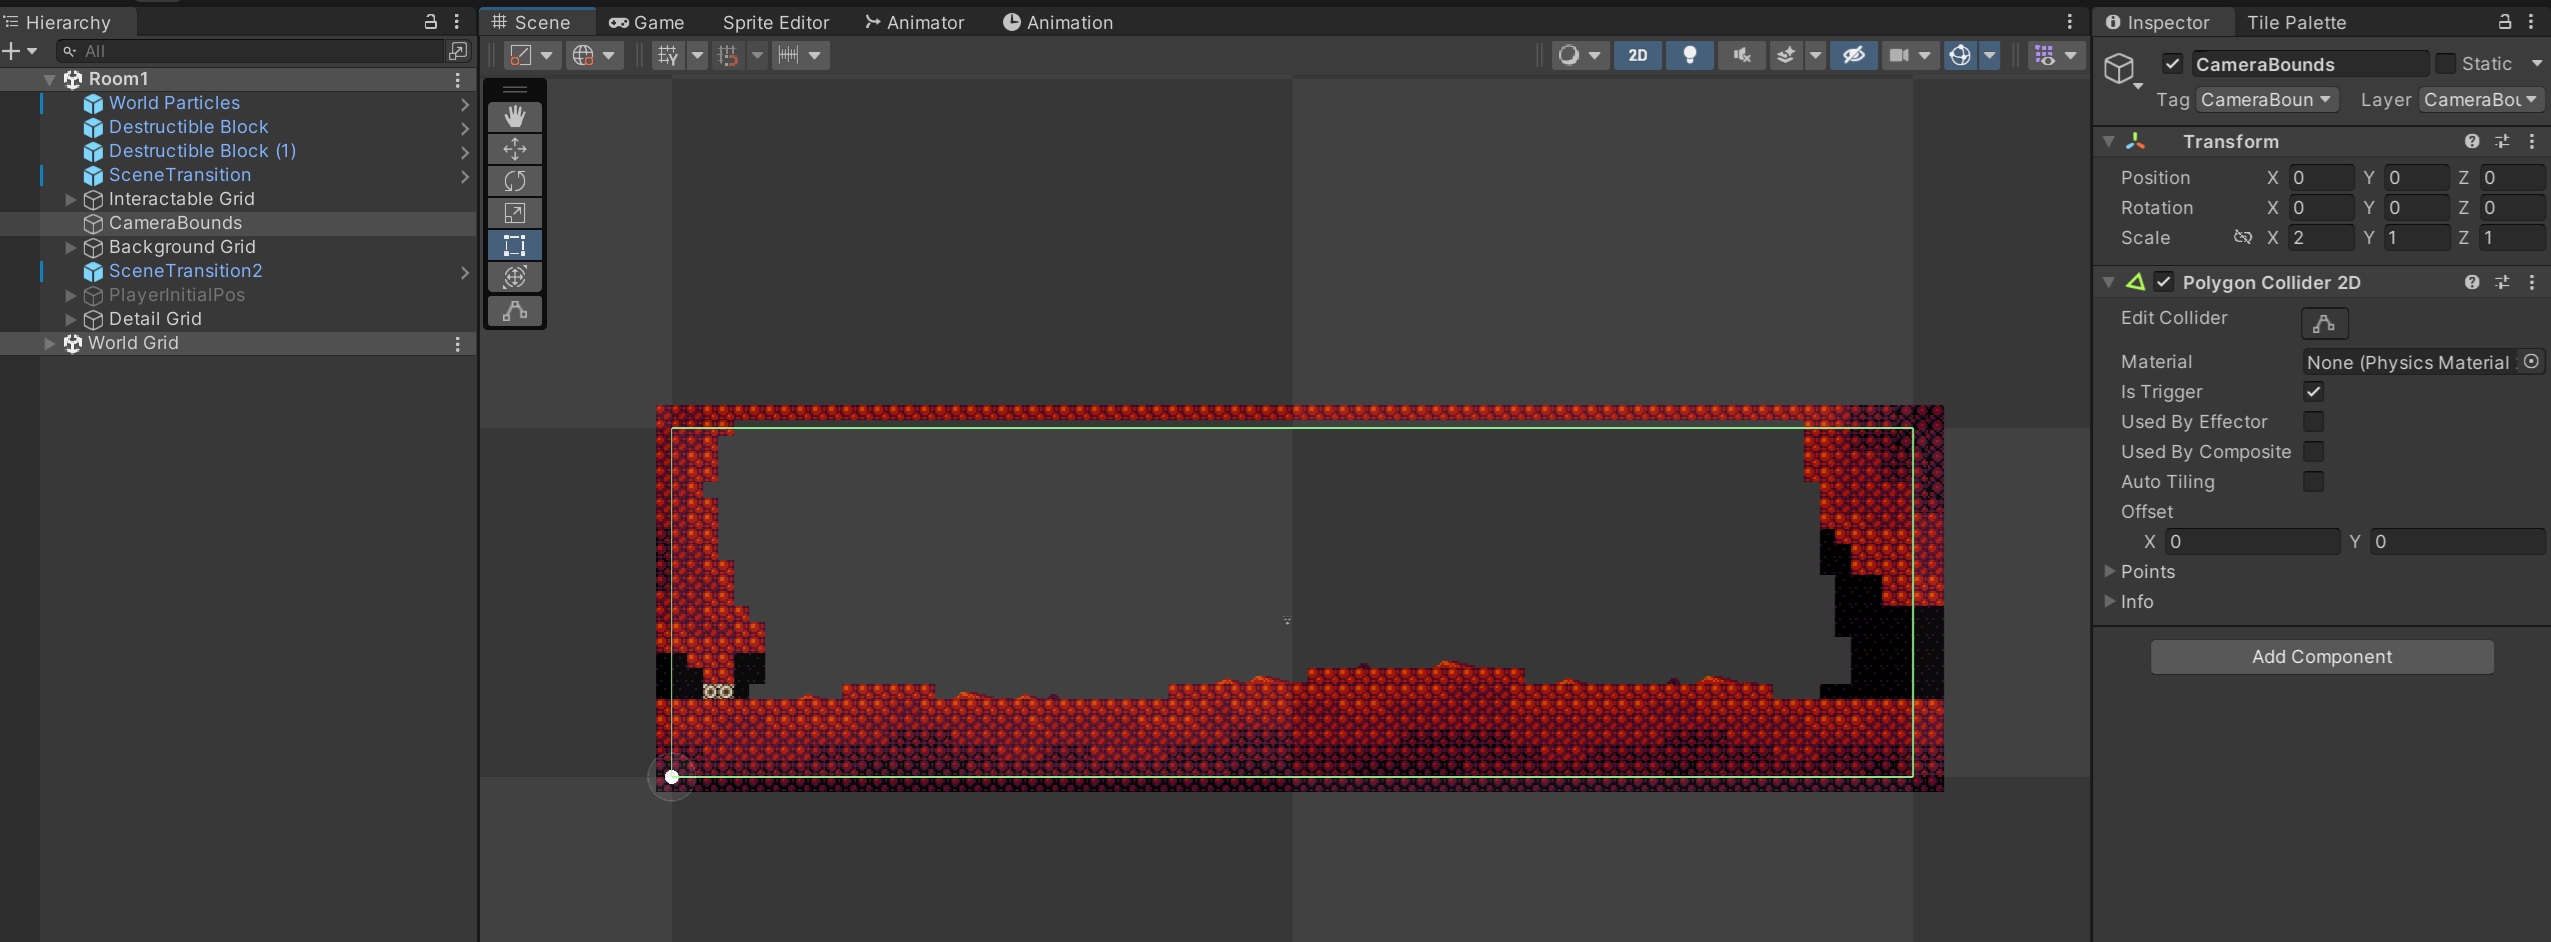 Hierarchy
All
Room1
World Particles
Destructible Block
Destructible Block (1)
SceneTransition
Interactable Grid
CameraBounds
Background Grid
SceneTransition2
PlayerInitialPos
Detail Grid
World Grid
Scene
Game
Sprite Editor
Animator
Animation
2D
Inspector
Tile Palette
CameraBounds
Static
Tag
CameraBoun
Layer
CameraBou
Transform
Position X 0 Y 0 Z 0
Rotation X 0 Y 0 Z 0
Scale X 2 Y 1 Z 1
Polygon Collider 2D
Edit Collider
Material
None (Physics Material
Is Trigger
Used By Effector
Used By Composite
Auto Tiling
Offset
X 0 Y 0
Points
Info
Add Component